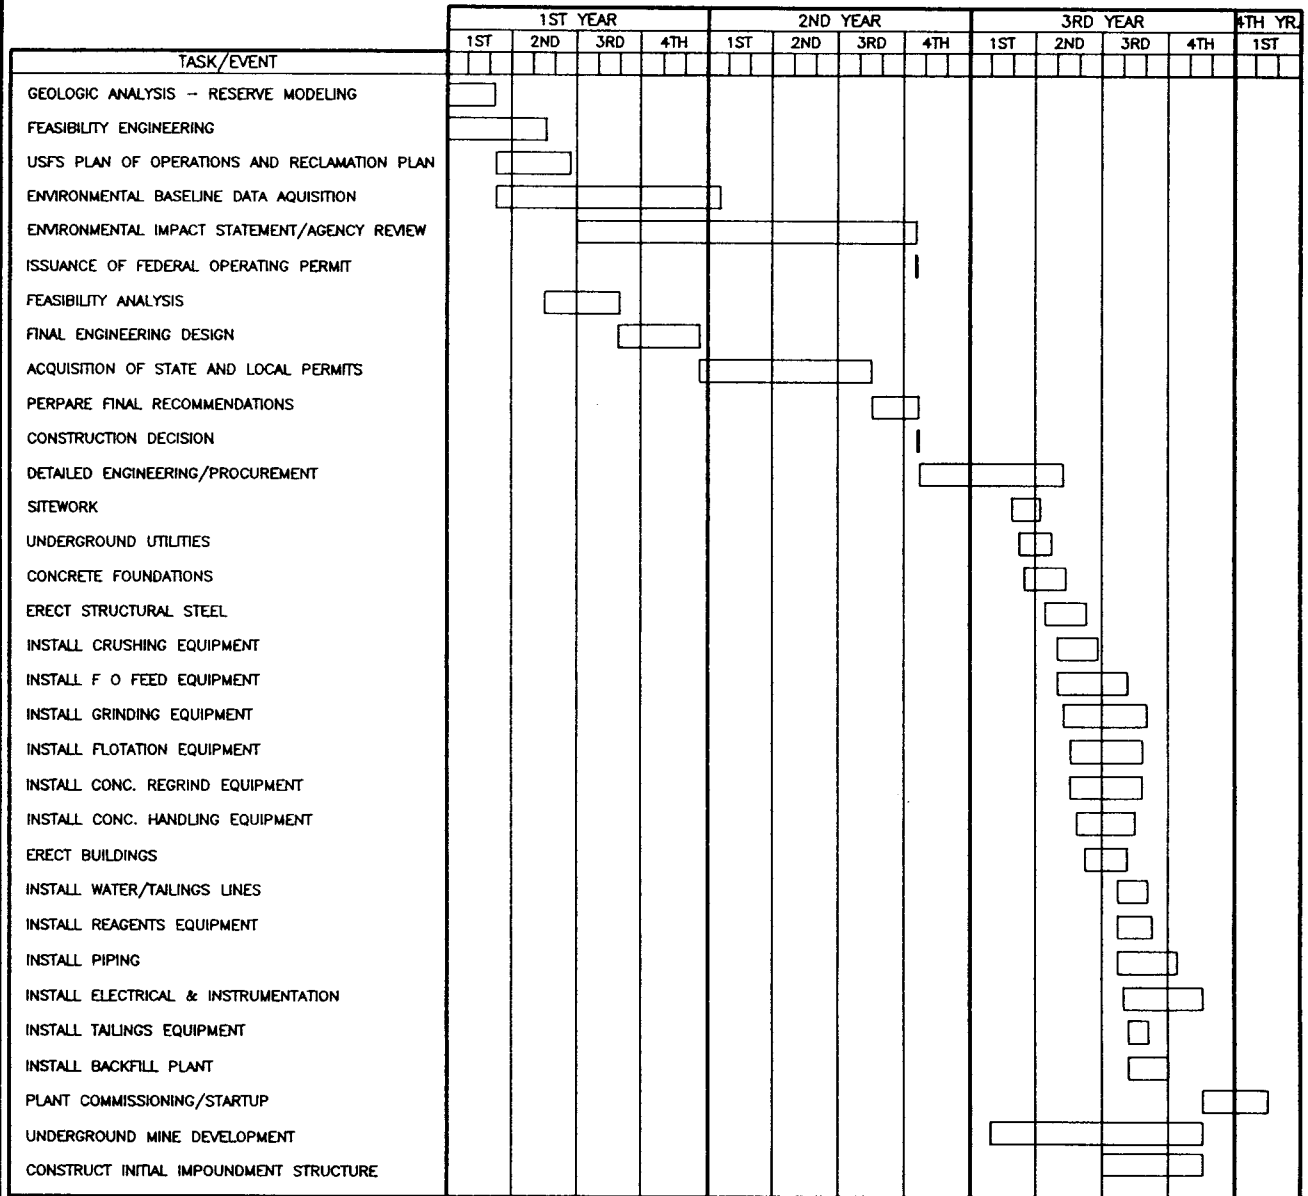 1ST YEAR 2ND YEAR 3RD YEAR 4TH YR.
1ST 2ND 3RD 4TH 1ST 2ND 3RD 4TH 1ST 2ND 3RD 4TH 1ST
TASK/EVENT
GEOLOGIC ANALYSIS - RESERVE MODELING
FEASIBILITY ENGINEERING
USFS PLAN OF OPERATIONS AND RECLAMATION PLAN
ENVIRONMENTAL BASELINE DATA AQUISITION
ENVIRONMENTAL IMPACT STATEMENT/AGENCY REVIEW
ISSUANCE OF FEDERAL OPERATING PERMIT
FEASIBILITY ANALYSIS
FINAL ENGINEERING DESIGN
ACQUISITION OF STATE AND LOCAL PERMITS
PERPARE FINAL RECOMMENDATIONS
CONSTRUCTION DECISION
DETAILED ENGINEERING/PROCUREMENT
SITEWORK
UNDERGROUND UTILITIES
CONCRETE FOUNDATIONS
ERECT STRUCTURAL STEEL
INSTALL CRUSHING EQUIPMENT
INSTALL F O FEED EQUIPMENT
INSTALL GRINDING EQUIPMENT
INSTALL FLOTATION EQUIPMENT
INSTALL CONC. REGRIND EQUIPMENT
INSTALL CONC. HANDLING EQUIPMENT
ERECT BUILDINGS
INSTALL WATER/TAILINGS LINES
INSTALL REAGENTS EQUIPMENT
INSTALL PIPING
INSTALL ELECTRICAL & INSTRUMENTATION
INSTALL TAILINGS EQUIPMENT
INSTALL BACKFILL PLANT
PLANT COMMISSIONING/STARTUP
UNDERGROUND MINE DEVELOPMENT
CONSTRUCT INITIAL IMPOUNDMENT STRUCTURE